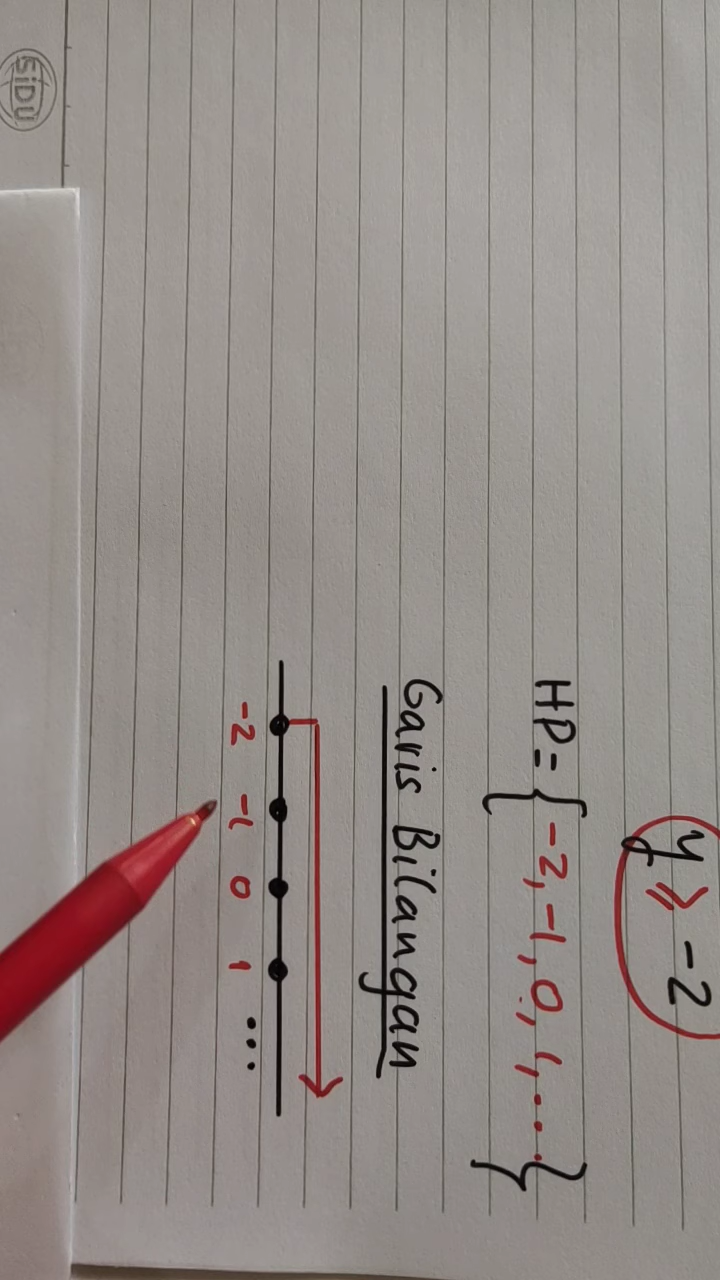 y ≥ -2
HP = { -2, -1, 0, 1, ... }
Garis Bilangan
-2 -1 0 1 ...
SiDU